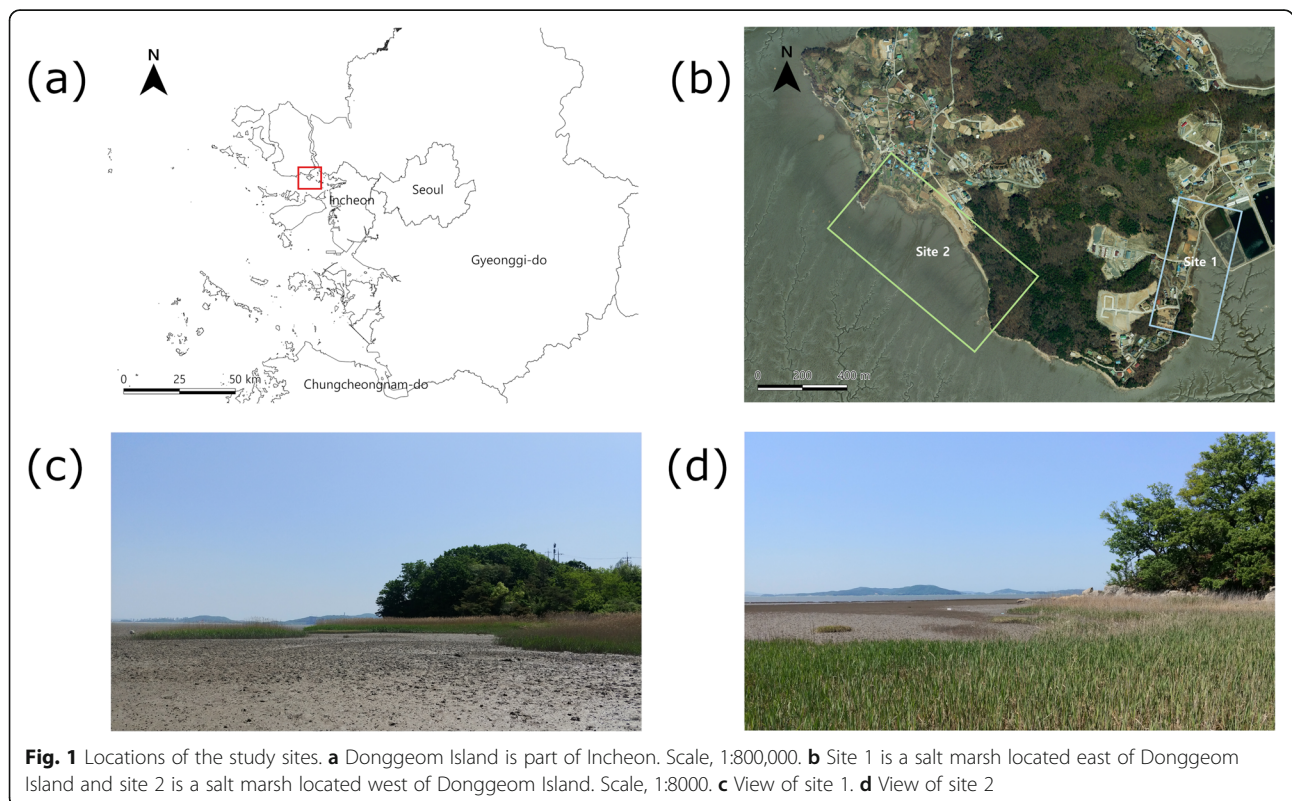 (a)
N
Seoul
Incheon
Gyeonggi-do
0 25 50 km
Chungcheongnam-do
(b)
N
Site 2
Site 1
0 200 400 m
(c)
(d)
Fig. 1 Locations of the study sites. a Donggeom Island is part of Incheon. Scale, 1:800,000. b Site 1 is a salt marsh located east of Donggeom
Island and site 2 is a salt marsh located west of Donggeom Island. Scale, 1:8000. c View of site 1. d View of site 2